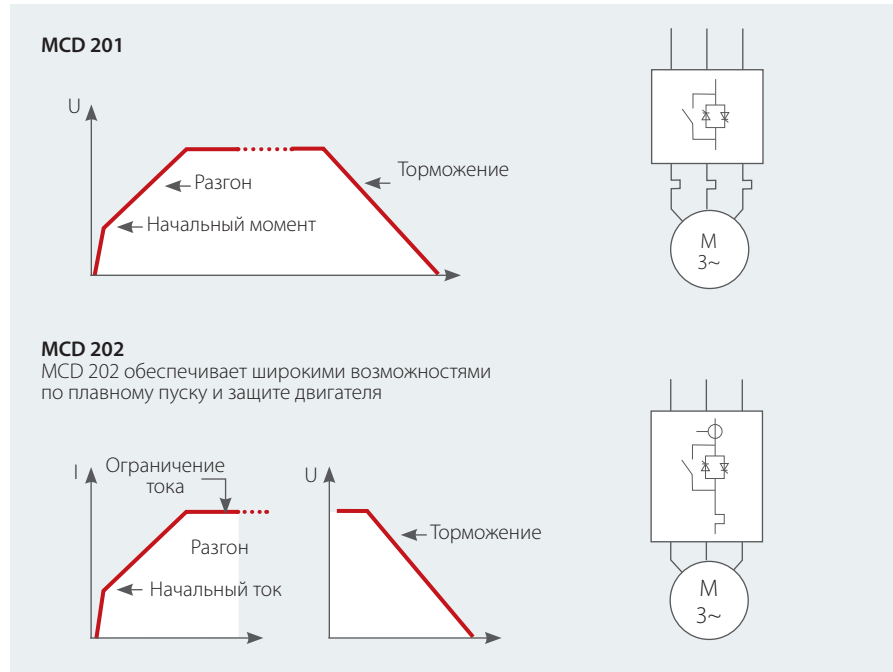 MCD 201
U
Разгон
Торможение
Начальный момент
M
3~
MCD 202
MCD 202 обеспечивает широкими возможностями
по плавному пуску и защите двигателя
I
Ограничение
тока
U
Торможение
Разгон
Начальный ток
M
3~